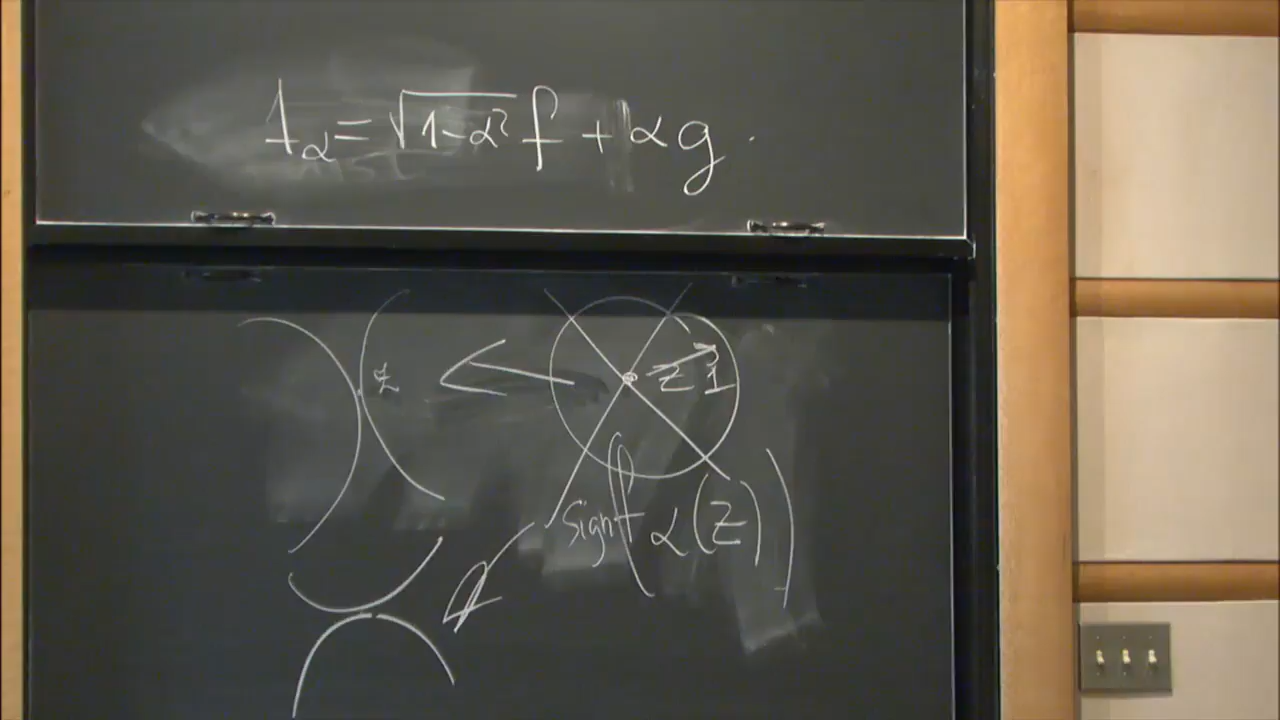 f_α = √(1-α²) f + αg.
z
z 1
sign(f_α(z))